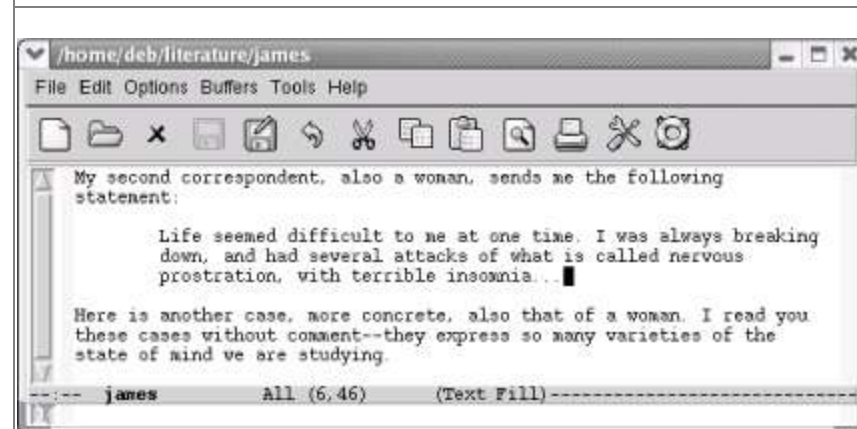 /home/deb/literature/james
File Edit Options Buffers Tools Help
My second correspondent, also a woman, sends me the following
statement:
Life seemed difficult to me at one time. I was always breaking
down, and had several attacks of what is called nervous
prostration, with terrible insomnia...
Here is another case, more concrete, also that of a woman. I read you
these cases without comment--they express so many varieties of the
state of mind we are studying.
--:-- james All (6,46) (Text Fill)----------------------------